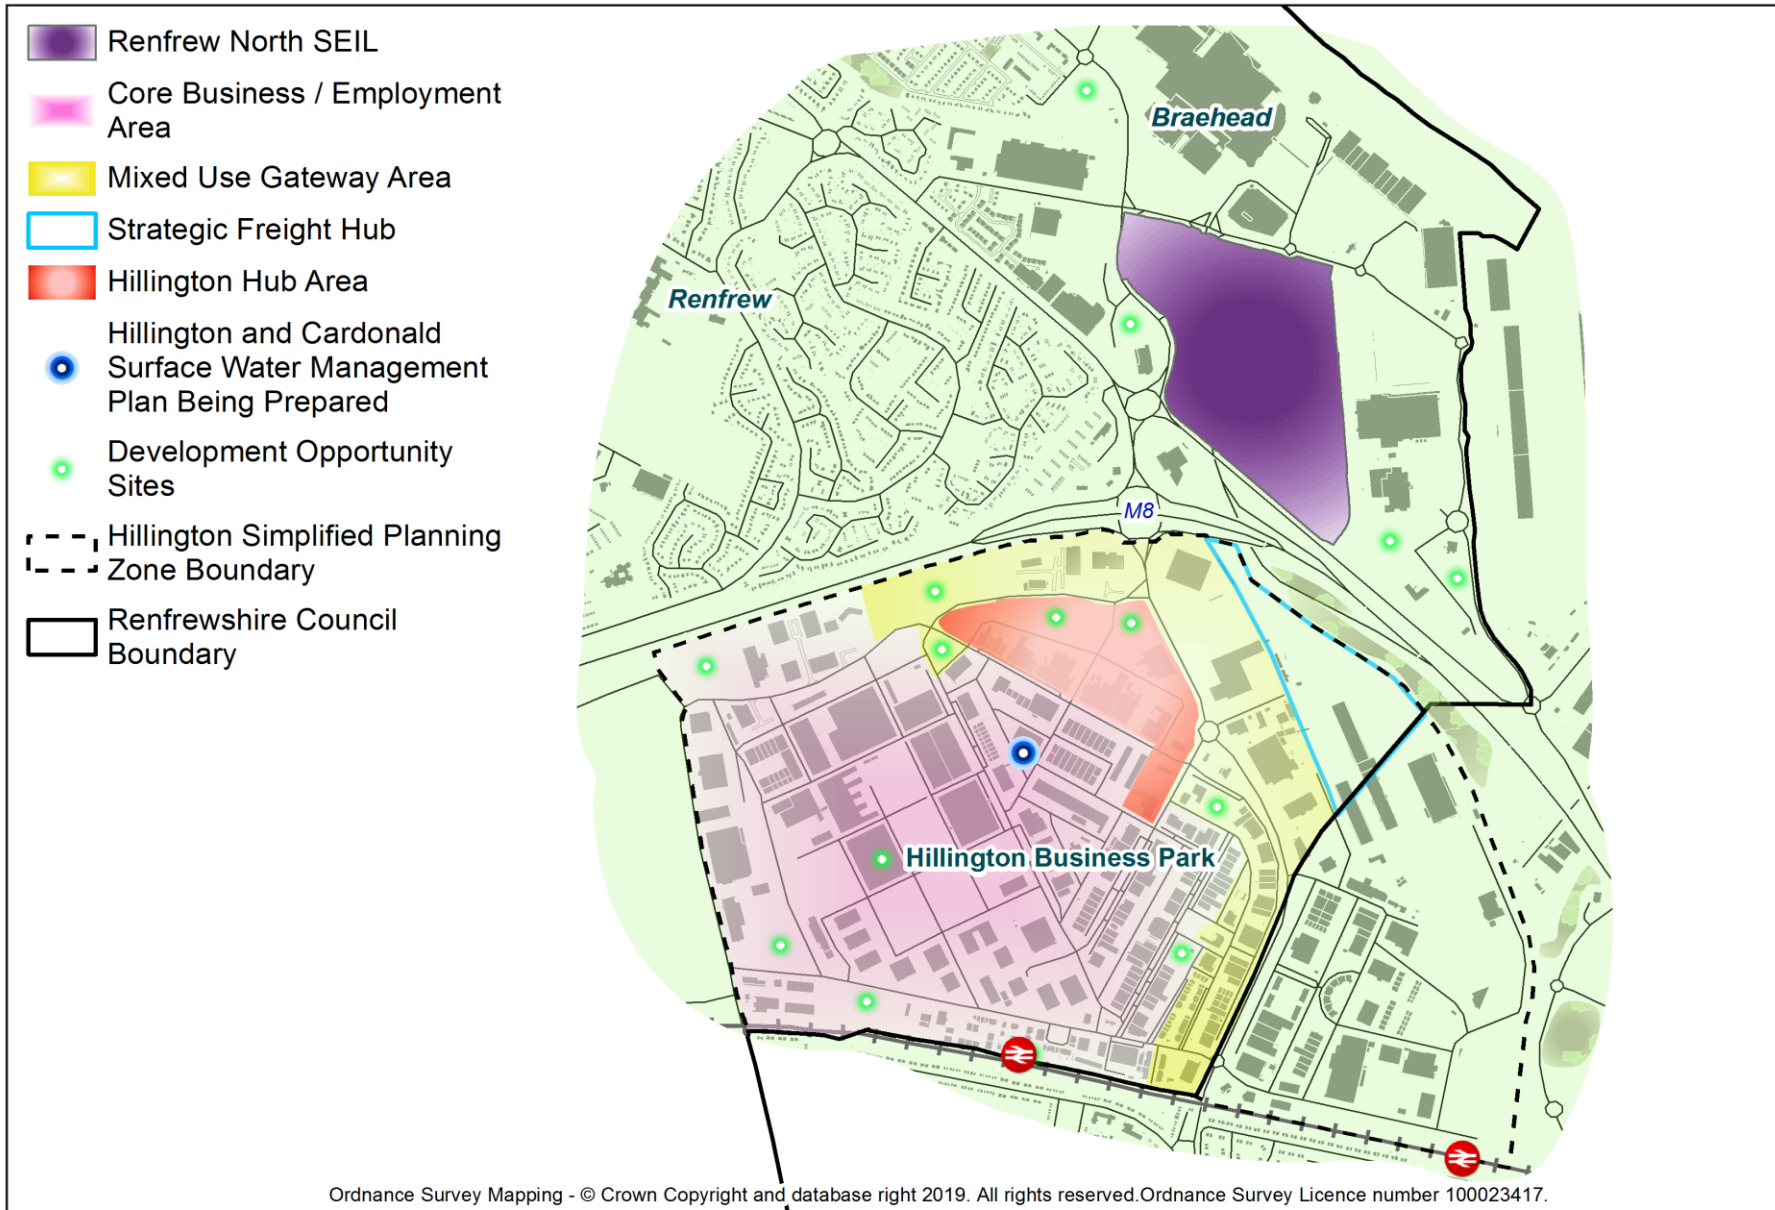 Renfrew North SEIL
Core Business / Employment
Area
Mixed Use Gateway Area
Strategic Freight Hub
Hillington Hub Area
Hillington and Cardonald
Surface Water Management
Plan Being Prepared
Development Opportunity
Sites
Hillington Simplified Planning
Zone Boundary
Renfrewshire Council
Boundary
Braehead
Renfrew
M8
Hillington Business Park
Ordnance Survey Mapping - © Crown Copyright and database right 2019. All rights reserved.Ordnance Survey Licence number 100023417.